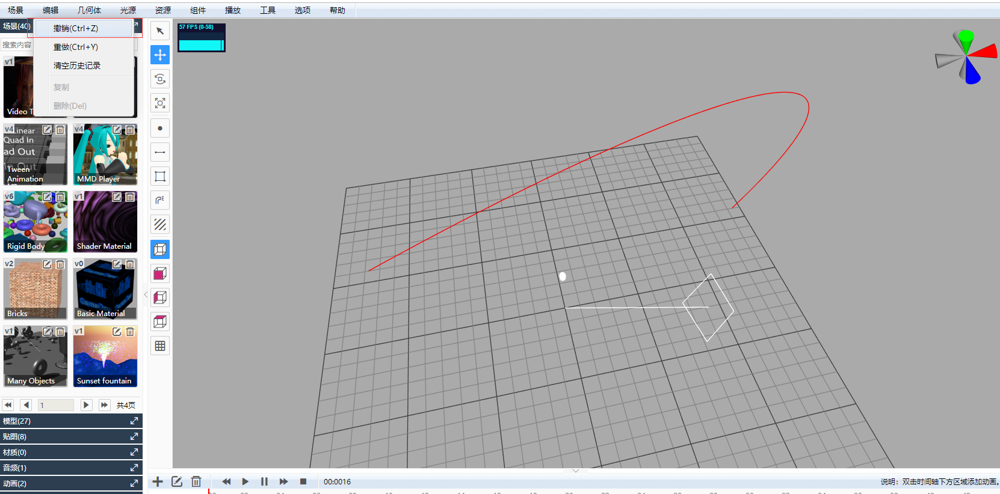 场景 编辑 几何体 光源 资源 组件 播放 工具 选项 帮助
场景(40)
撤销(Ctrl+Z)
重做(Ctrl+Y)
清空历史记录
复制
删除(Del)
搜索内容
57 FPS (0-58)
v1
Video T
v4
Linear
Quad In
ad Out
In Out
Tween
Animation
v4
MMD Player
v6
Rigid Body
v1
Shader Material
v2
Bricks
v0
Basic Material
v1
Many Objects
v1
Sunset fountain
1
共4页
模型(27)
贴图(8)
材质(0)
音频(1)
动画(2)
00:0016
说明：双击时间轴下方区域添加动画。